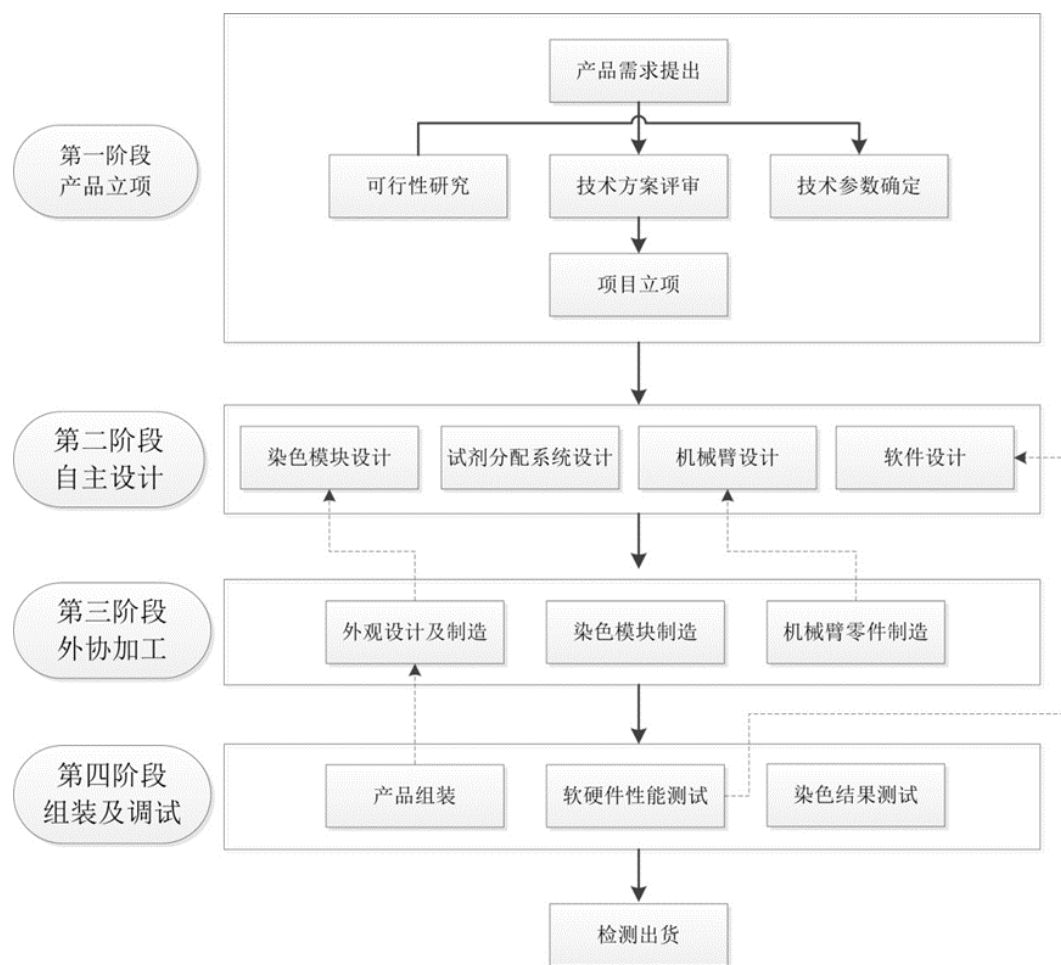 产品需求提出
第一阶段
产品立项
可行性研究
技术方案评审
技术参数确定
项目立项
第二阶段
自主设计
染色模块设计
试剂分配系统设计
机械臂设计
软件设计
第三阶段
外协加工
外观设计及制造
染色模块制造
机械臂零件制造
第四阶段
组装及调试
产品组装
软硬件性能测试
染色结果测试
检测出货